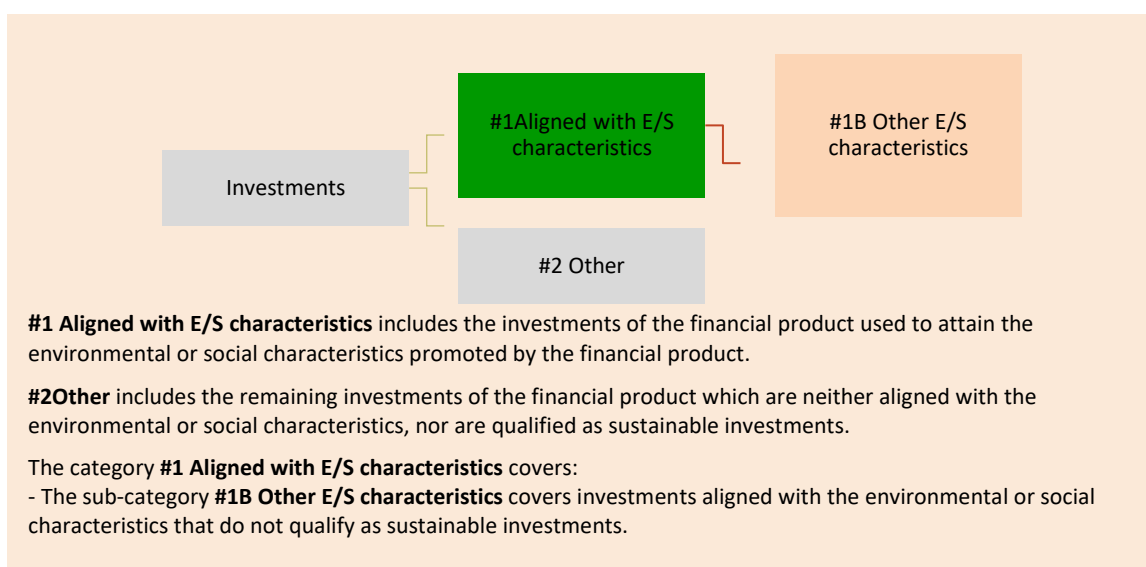 #1Aligned with E/S
characteristics
#1B Other E/S
characteristics
Investments
#2 Other
#1 Aligned with E/S characteristics includes the investments of the financial product used to attain the
environmental or social characteristics promoted by the financial product.
#2Other includes the remaining investments of the financial product which are neither aligned with the
environmental or social characteristics, nor are qualified as sustainable investments.
The category #1 Aligned with E/S characteristics covers:
- The sub-category #1B Other E/S characteristics covers investments aligned with the environmental or social
characteristics that do not qualify as sustainable investments.